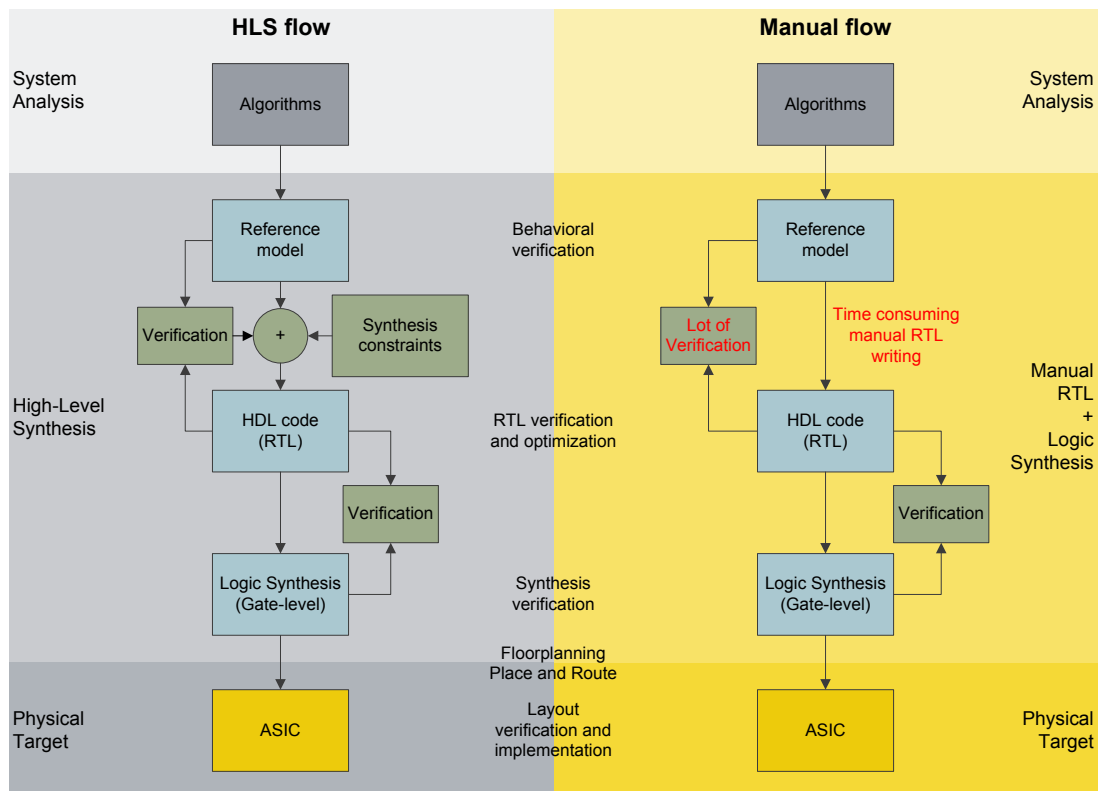 HLS flow
Manual flow
System
Analysis
Algorithms
Algorithms
System
Analysis
Reference
model
Behavioral
verification
Reference
model
Verification
+
Synthesis
constraints
Lot of
Verification
Time consuming
manual RTL
writing
High-Level
Synthesis
HDL code
(RTL)
RTL verification
and optimization
HDL code
(RTL)
Manual
RTL
+
Logic
Synthesis
Verification
Verification
Logic Synthesis
(Gate-level)
Synthesis
verification
Logic Synthesis
(Gate-level)
Floorplanning
Place and Route
Physical
Target
ASIC
Layout
verification and
implementation
ASIC
Physical
Target